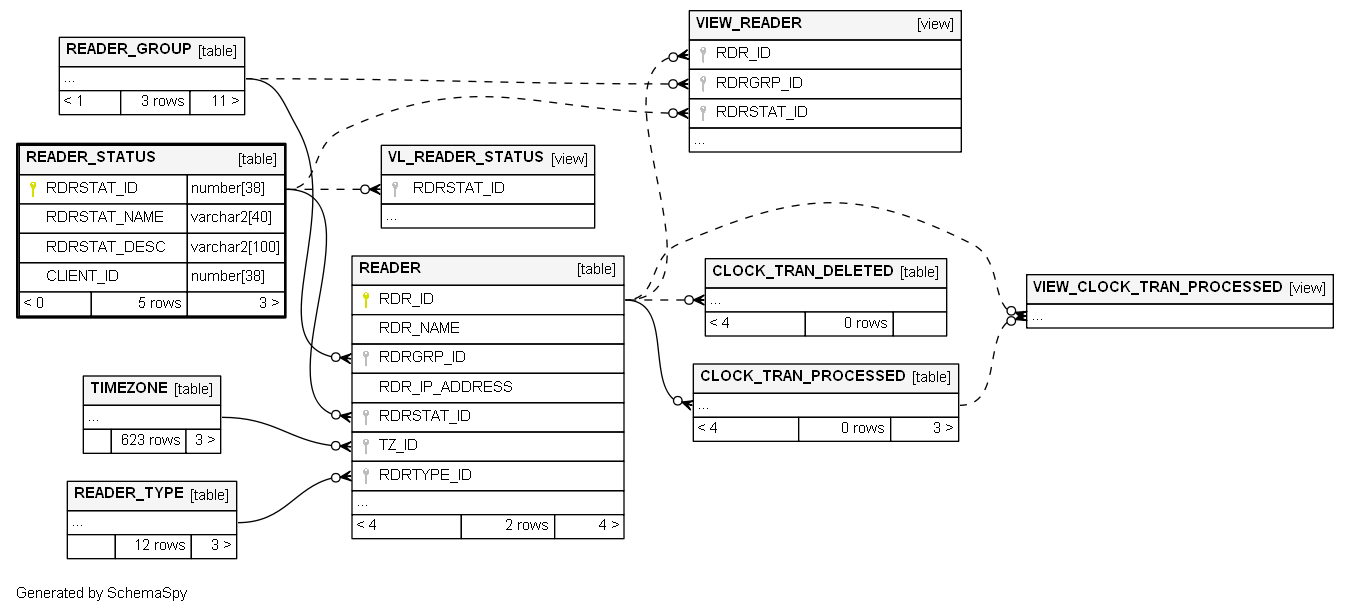 READER_GROUP [table]
...
< 1 3 rows 11 >
READER_STATUS [table]
RDRSTAT_ID number[38]
RDRSTAT_NAME varchar2[40]
RDRSTAT_DESC varchar2[100]
CLIENT_ID number[38]
< 0 5 rows 3 >
TIMEZONE [table]
...
623 rows 3 >
READER_TYPE [table]
...
12 rows 3 >
VL_READER_STATUS [view]
RDRSTAT_ID
...
READER [table]
RDR_ID
RDR_NAME
RDRGRP_ID
RDR_IP_ADDRESS
RDRSTAT_ID
TZ_ID
RDRTYPE_ID
...
< 4 2 rows 4 >
VIEW_READER [view]
RDR_ID
RDRGRP_ID
RDRSTAT_ID
...
CLOCK_TRAN_DELETED [table]
...
< 4 0 rows
CLOCK_TRAN_PROCESSED [table]
...
< 4 0 rows 3 >
VIEW_CLOCK_TRAN_PROCESSED [view]
...
Generated by SchemaSpy